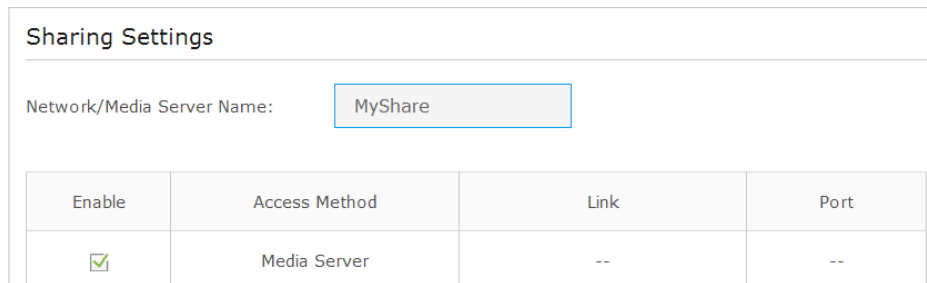 Sharing Settings
Network/Media Server Name: MyShare
Enable Access Method Link Port
Media Server -- --